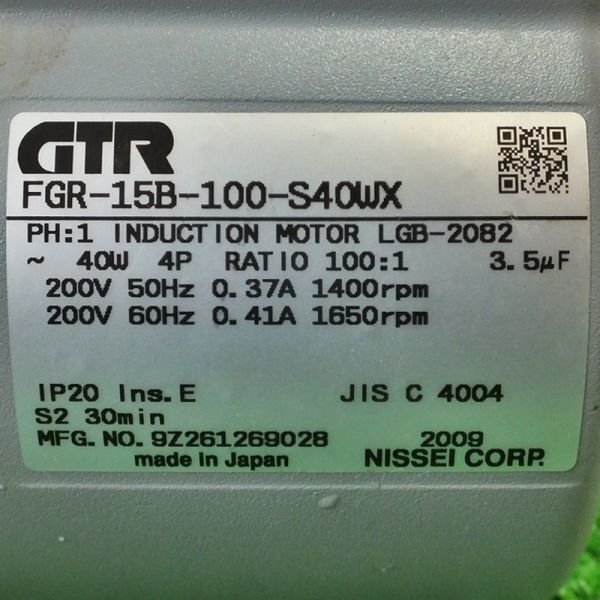 GTR
FGR-15B-100-S40WX
PH:1 INDUCTION MOTOR LGB-2082
~ 40W 4P RATIO 100:1 3.5μF
200V 50Hz 0.37A 1400rpm
200V 60Hz 0.41A 1650rpm
IP20 Ins.E JIS C 4004
S2 30min
MFG.NO.9Z261269028 2009
made in Japan NISSEI CORP.